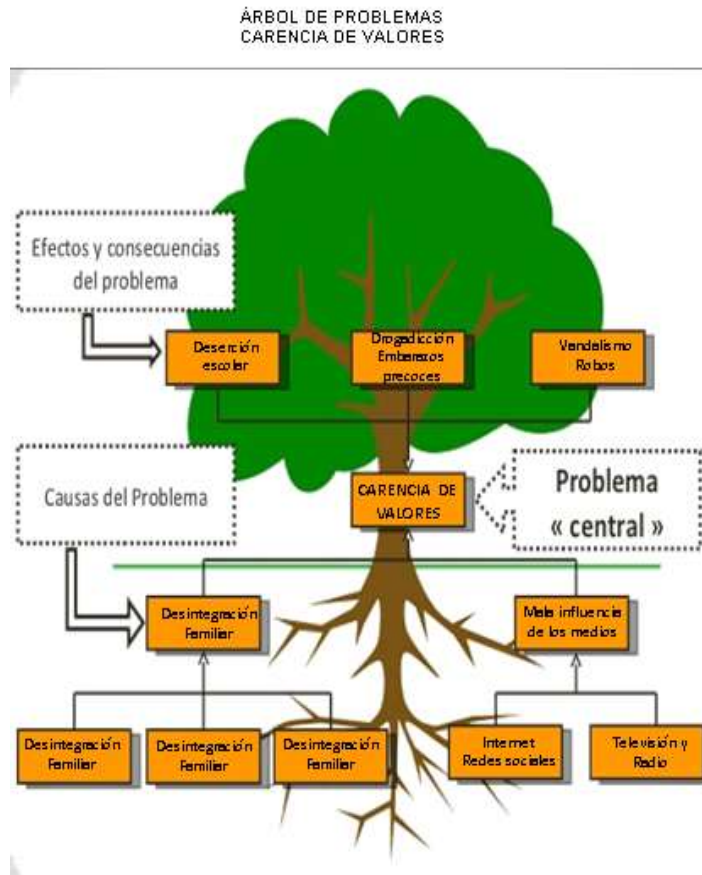 ÁRBOL DE PROBLEMAS
CARENCIA DE VALORES
Efectos y consecuencias
del problema
Deserción
escolar
Drogadicción
Embarazos
precoces
Vandalismo
Robos
CARENCIA DE
VALORES
Problema
« central »
Causas del Problema
Desintegración
Familiar
Mala influencia
de los medios
Desintegración
Familiar
Desintegración
Familiar
Desintegración
Familiar
Internet
Redes sociales
Televisión y
Radio